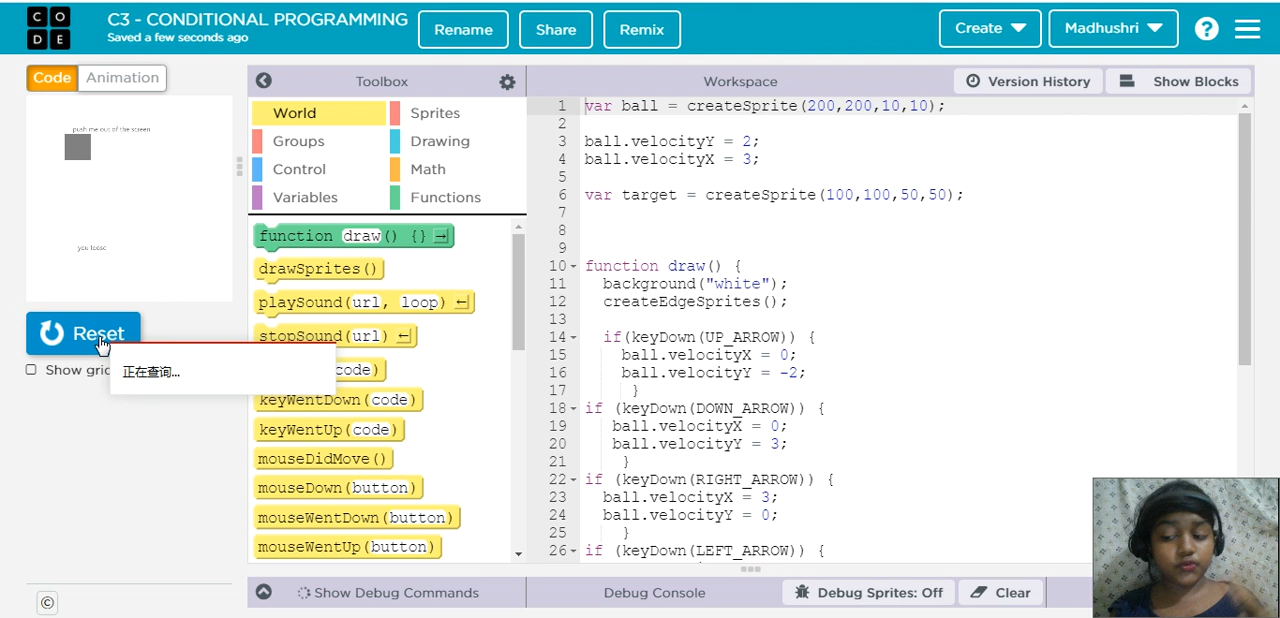 CODE
C3 - CONDITIONAL PROGRAMMING
Saved a few seconds ago
Rename
Share
Remix
Create
Madhushri
?
Code
Animation
push me out of the screen
you loose
Reset
Show grid
正在查询...
©
Toolbox
World
Sprites
Groups
Drawing
Control
Math
Variables
Functions
function draw() {}
drawSprites()
playSound(url, loop)
stopSound(url)
code)
keyWentDown(code)
keyWentUp(code)
mouseDidMove()
mouseDown(button)
mouseWentDown(button)
mouseWentUp(button)
Show Debug Commands
Workspace
Version History
Show Blocks
1 var ball = createSprite(200,200,10,10);
2
3 ball.velocityY = 2;
4 ball.velocityX = 3;
5
6 var target = createSprite(100,100,50,50);
7
8
9
10 function draw() {
11 background("white");
12 createEdgeSprites();
13
14 if(keyDown(UP_ARROW)) {
15 ball.velocityX = 0;
16 ball.velocityY = -2;
17 }
18 if (keyDown(DOWN_ARROW)) {
19 ball.velocityX = 0;
20 ball.velocityY = 3;
21 }
22 if (keyDown(RIGHT_ARROW)) {
23 ball.velocityX = 3;
24 ball.velocityY = 0;
25 }
26 if (keyDown(LEFT_ARROW)) {
Debug Console
Debug Sprites: Off
Clear